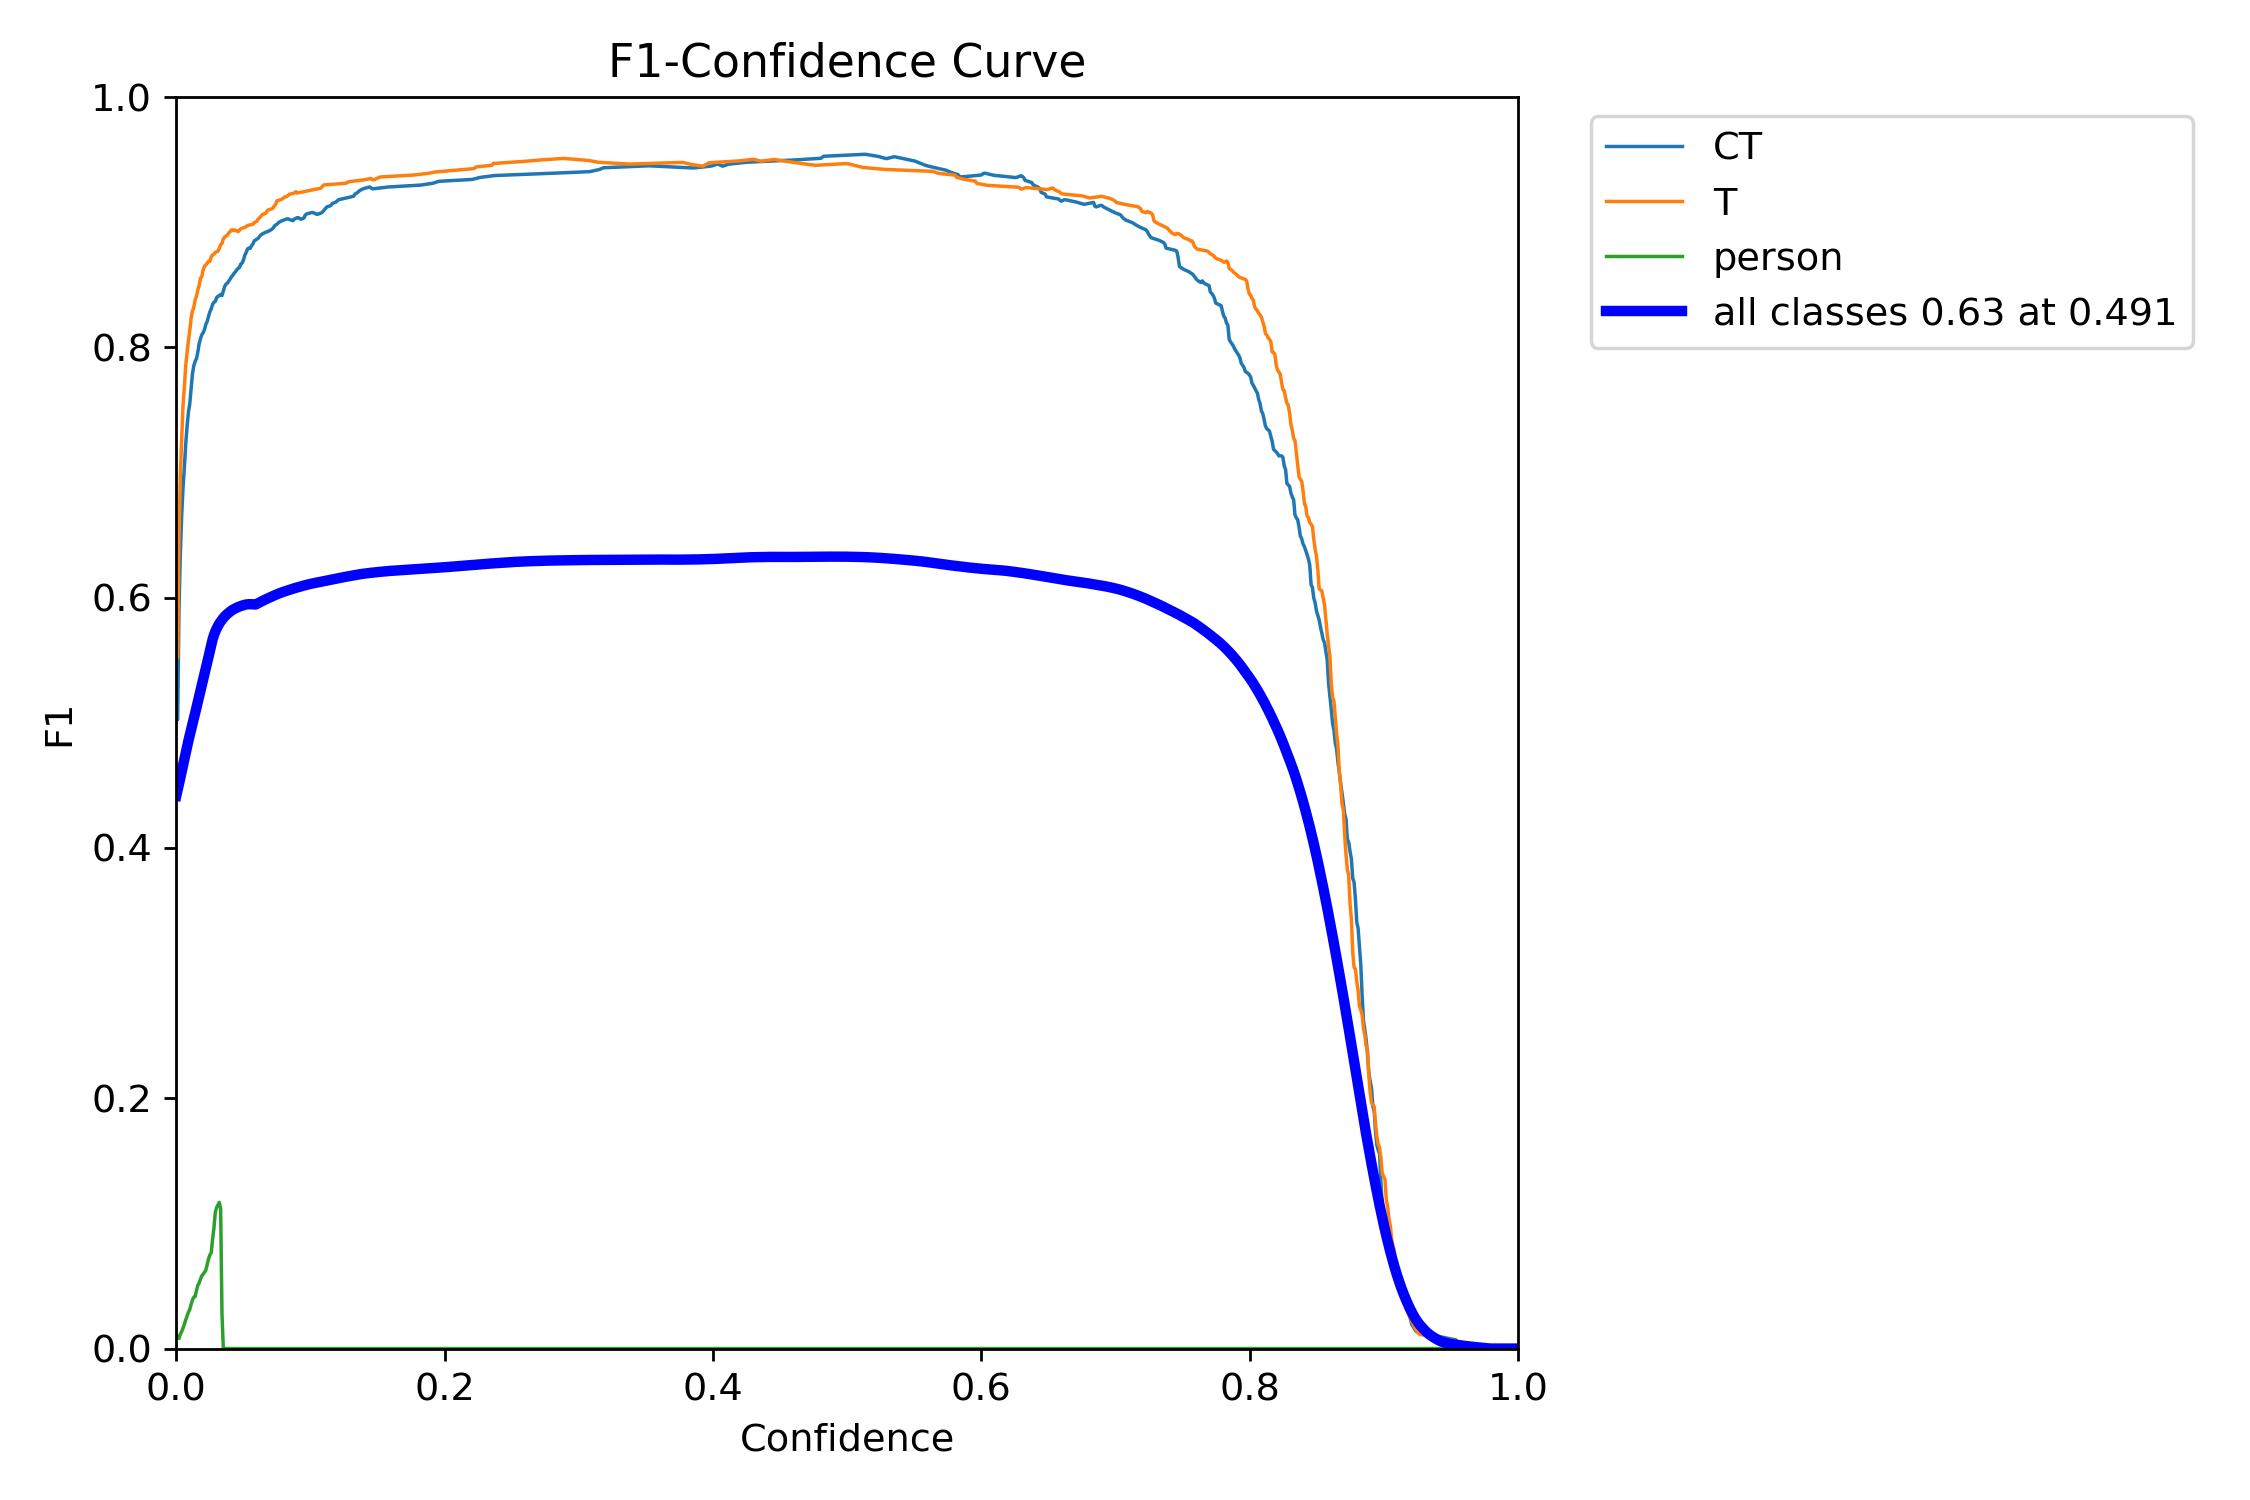 F1-Confidence Curve
1.0
0.8
0.6
0.4
0.2
0.0
F1
0.0 0.2 0.4 0.6 0.8 1.0
Confidence
CT
T
person
all classes 0.63 at 0.491